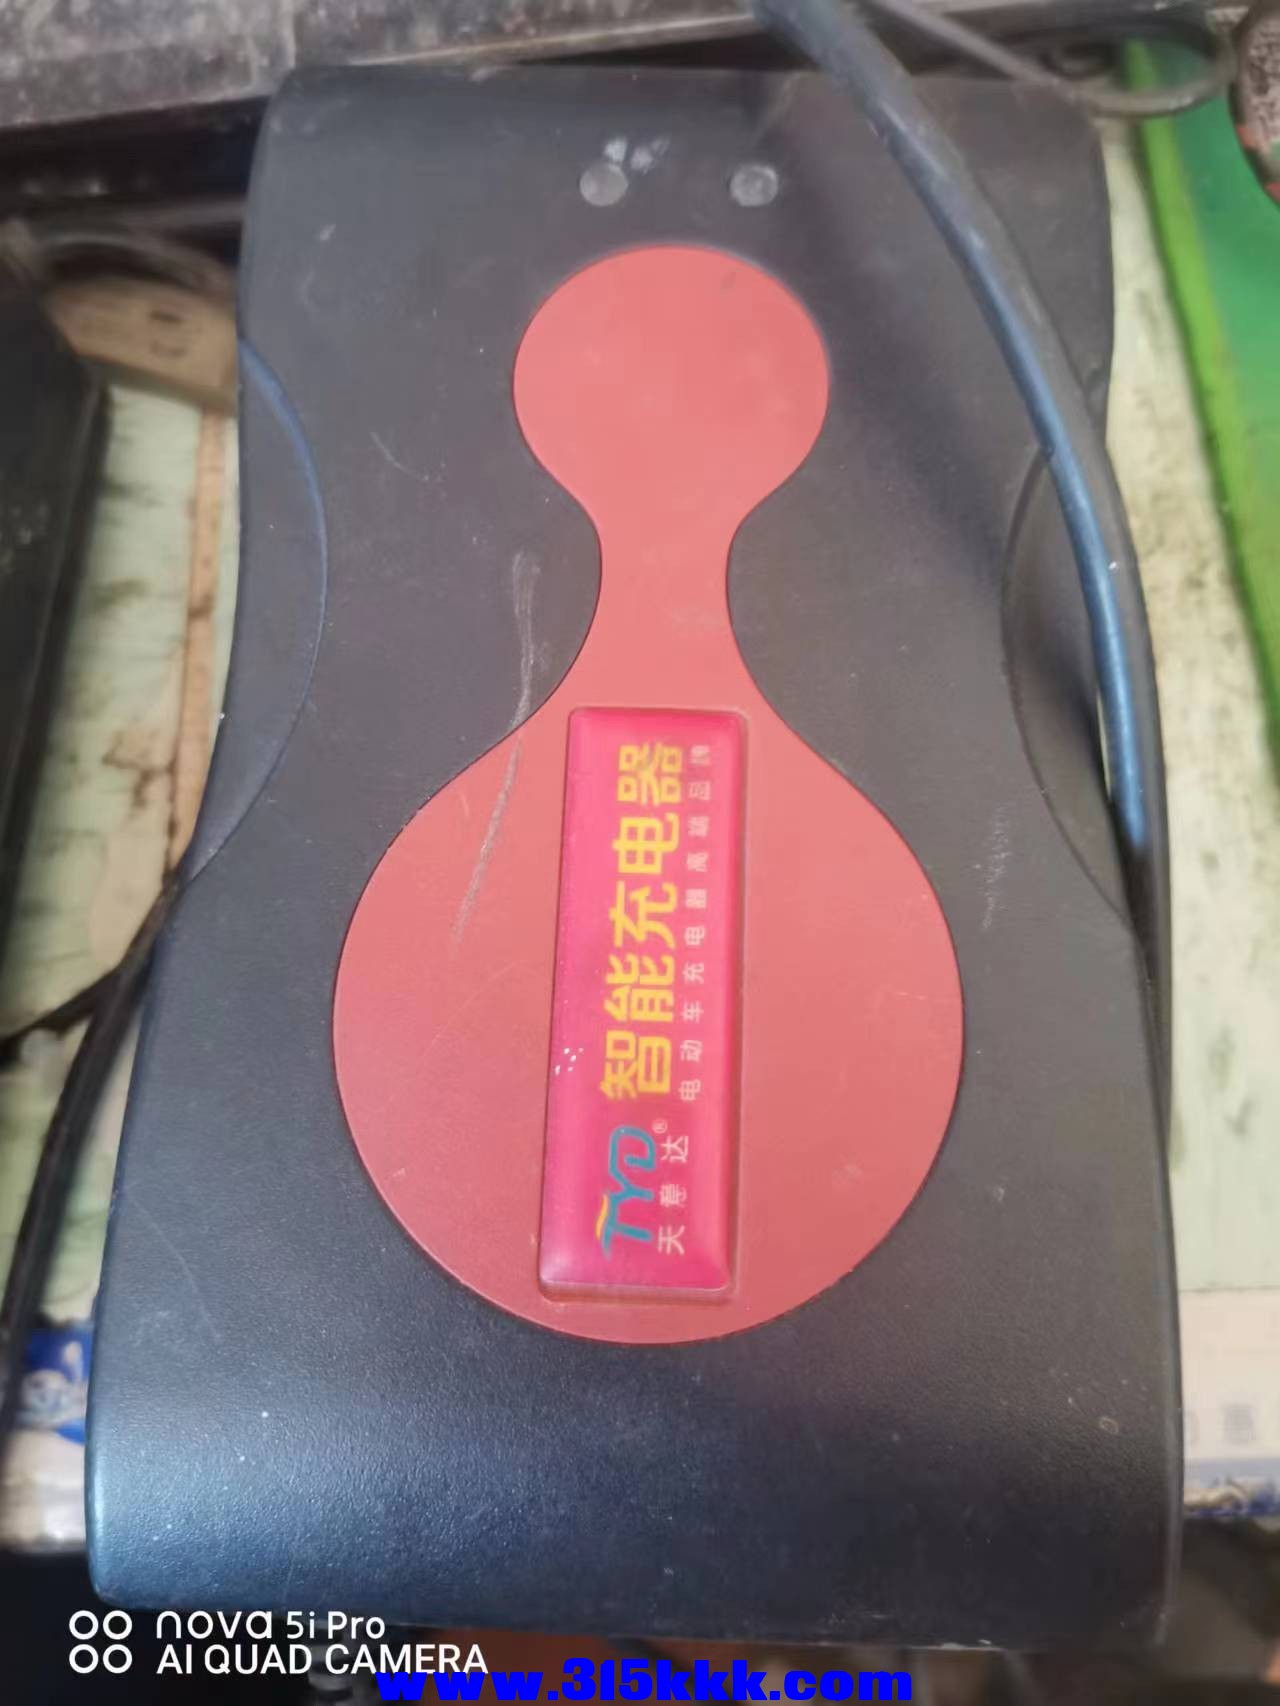 TYD®
天意达
智能充电器
电动车充电器高端品牌
nova 5i Pro
AI QUAD CAMERA
www.315kkk.com